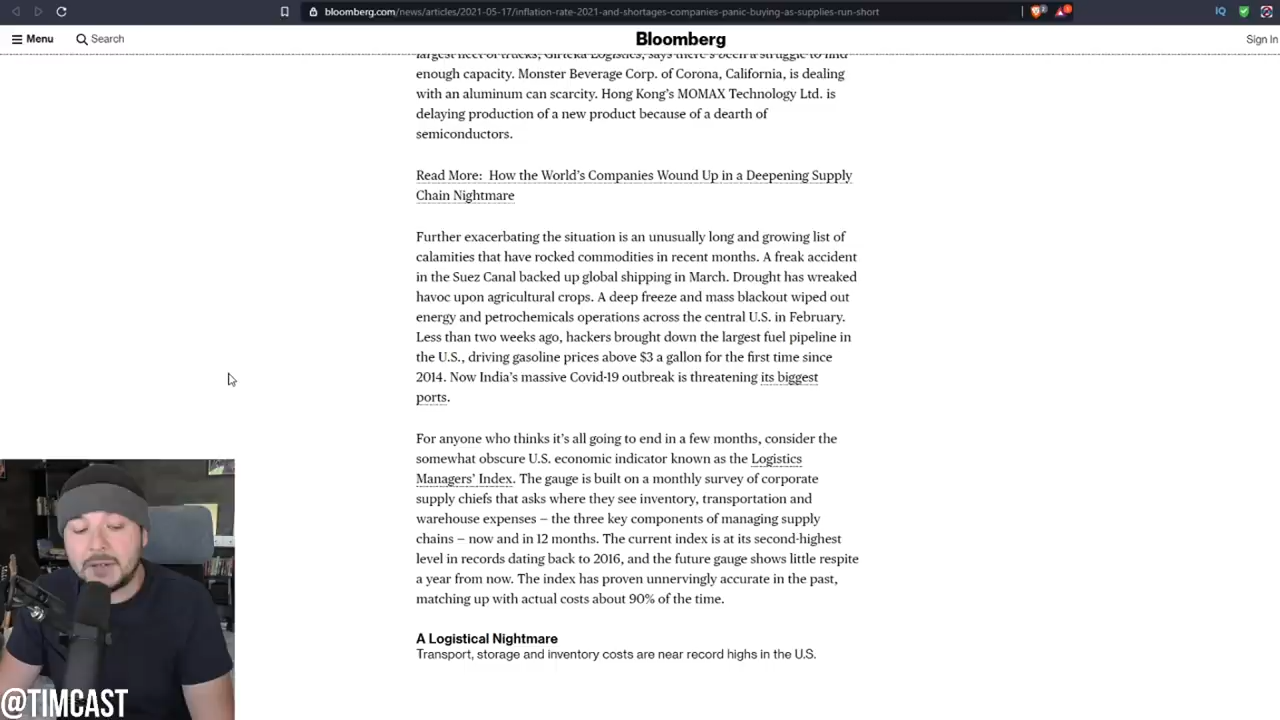 bloomberg.com/news/articles/2021-05-17/inflation-rate-2021-and-shortages-companies-panic-buying-as-supplies-run-short
Menu
Search
Bloomberg
Sign In
largest fleet of trucks, Girteka Logistics, says there's been a struggle to find
enough capacity. Monster Beverage Corp. of Corona, California, is dealing
with an aluminum can scarcity. Hong Kong's MOMAX Technology Ltd. is
delaying production of a new product because of a dearth of
semiconductors.
Read More: How the World's Companies Wound Up in a Deepening Supply
Chain Nightmare
Further exacerbating the situation is an unusually long and growing list of
calamities that have rocked commodities in recent months. A freak accident
in the Suez Canal backed up global shipping in March. Drought has wreaked
havoc upon agricultural crops. A deep freeze and mass blackout wiped out
energy and petrochemicals operations across the central U.S. in February.
Less than two weeks ago, hackers brought down the largest fuel pipeline in
the U.S., driving gasoline prices above $3 a gallon for the first time since
2014. Now India's massive Covid-19 outbreak is threatening its biggest
ports.
For anyone who thinks it's all going to end in a few months, consider the
somewhat obscure U.S. economic indicator known as the Logistics
Managers' Index. The gauge is built on a monthly survey of corporate
supply chiefs that asks where they see inventory, transportation and
warehouse expenses – the three key components of managing supply
chains – now and in 12 months. The current index is at its second-highest
level in records dating back to 2016, and the future gauge shows little respite
a year from now. The index has proven unnervingly accurate in the past,
matching up with actual costs about 90% of the time.
A Logistical Nightmare
Transport, storage and inventory costs are near record highs in the U.S.
@TIMCAST